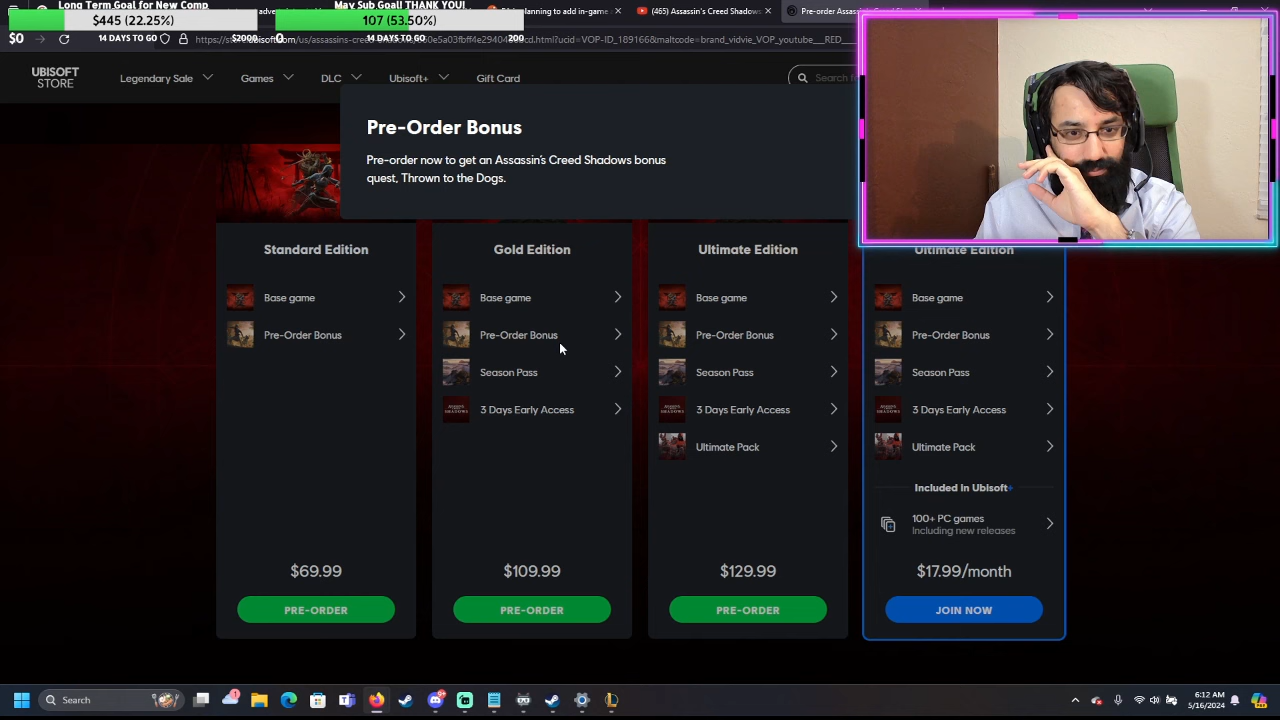 Long Term Goal for New Comp
May Sub Goal! THANK YOU!
$445 (22.25%)
107 (53.50%)
$0
14 DAYS TO GO
$2000
0
14 DAYS TO GO
200
planning to add in-game
(465) Assassin's Creed Shadows
UBISOFT
STORE
Legendary Sale
Games
DLC
Ubisoft+
Gift Card
Pre-Order Bonus
Pre-order now to get an Assassin's Creed Shadows bonus
quest, Thrown to the Dogs.
Standard Edition
Base game
Pre-Order Bonus
$69.99
PRE-ORDER
Gold Edition
Base game
Pre-Order Bonus
Season Pass
3 Days Early Access
$109.99
PRE-ORDER
Ultimate Edition
Base game
Pre-Order Bonus
Season Pass
3 Days Early Access
Ultimate Pack
$129.99
PRE-ORDER
Ultimate Edition
Base game
Pre-Order Bonus
Season Pass
3 Days Early Access
Ultimate Pack
Included in Ubisoft+
100+ PC games
Including new releases
$17.99/month
JOIN NOW
Search
6:12 AM
5/16/2024